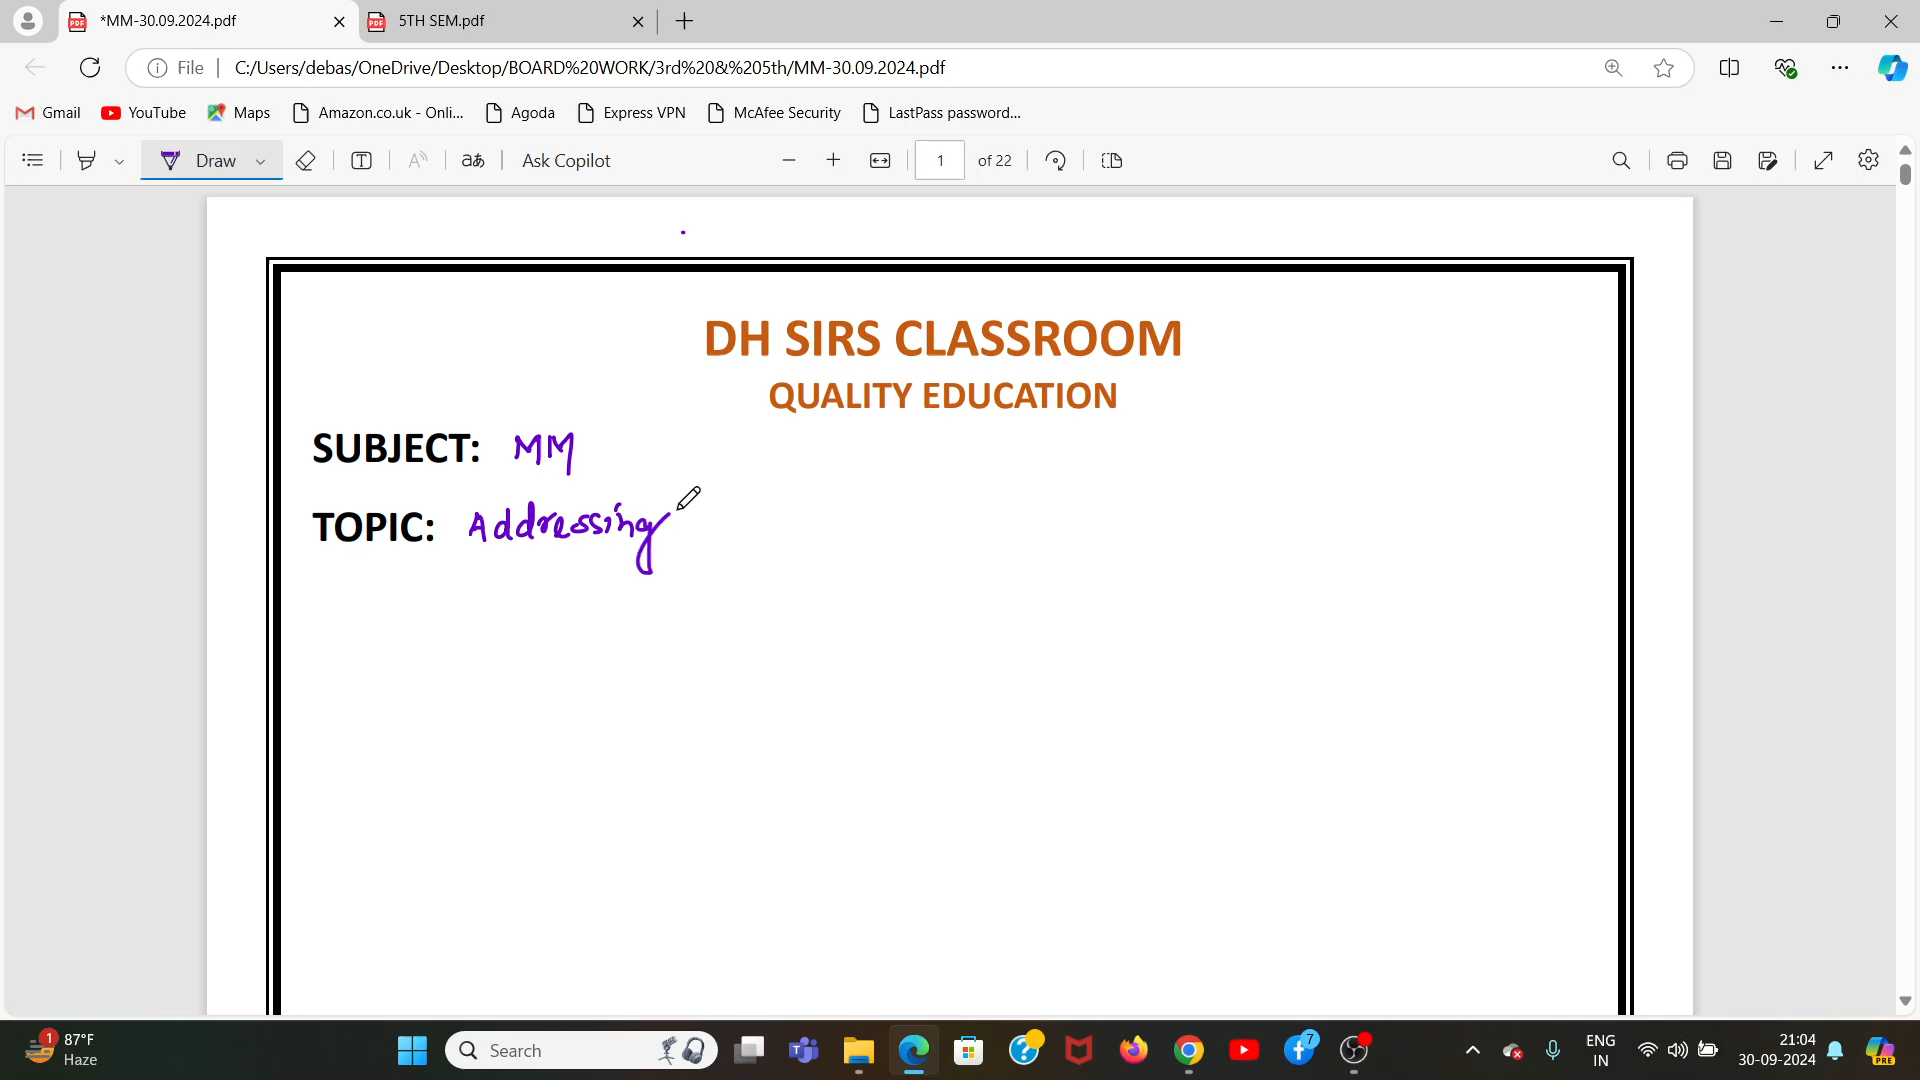 *MM-30.09.2024.pdf
5TH SEM.pdf
File
C:/Users/debas/OneDrive/Desktop/BOARD%20WORK/3rd%20&%205th/MM-30.09.2024.pdf
Gmail
YouTube
Maps
Amazon.co.uk - Onli...
Agoda
Express VPN
McAfee Security
LastPass password...
Draw
Ask Copilot
1 of 22
DH SIRS CLASSROOM
QUALITY EDUCATION
SUBJECT: MM
TOPIC: Addressing
1
87°F
Haze
Search
7
ENG
IN
21:04
30-09-2024
PRE